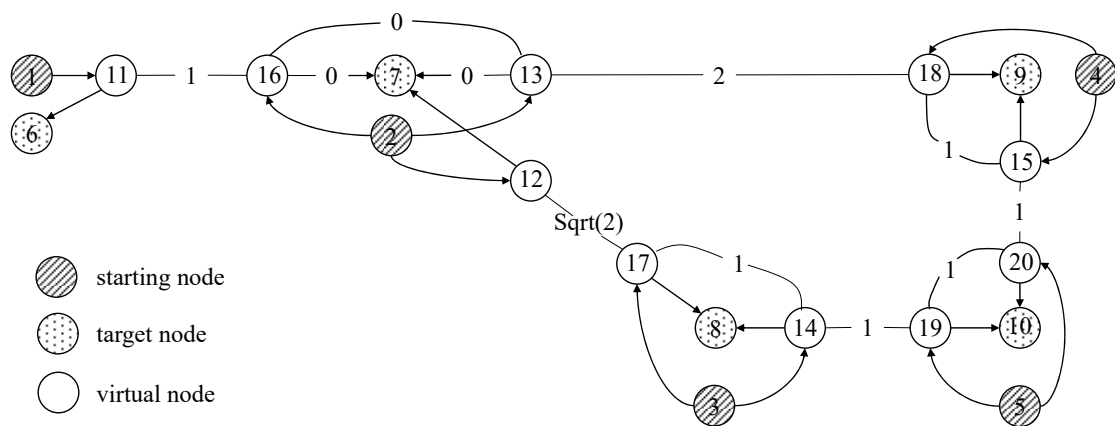 0
1 11 1 16 0 7 0 13 2 18 9 4
6 2 1 15
12
Sqrt(2) 1
17 1 1 20
starting node
target node 8 14 1 19 10
virtual node 3 5